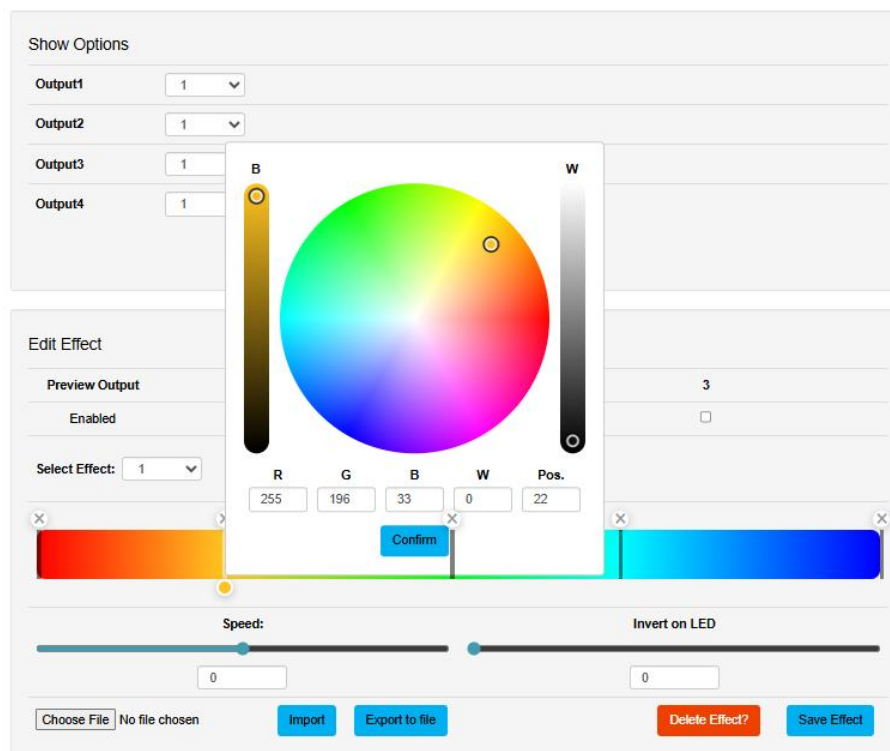 Show Options
Output1 1
Output2 1
Output3 1
Output4 1
B W
R G B W Pos.
255 196 33 0 22
Confirm
Edit Effect
Preview Output 3
Enabled
Select Effect: 1
Speed: Invert on LED
0 0
Choose File No file chosen Import Export to file Delete Effect? Save Effect